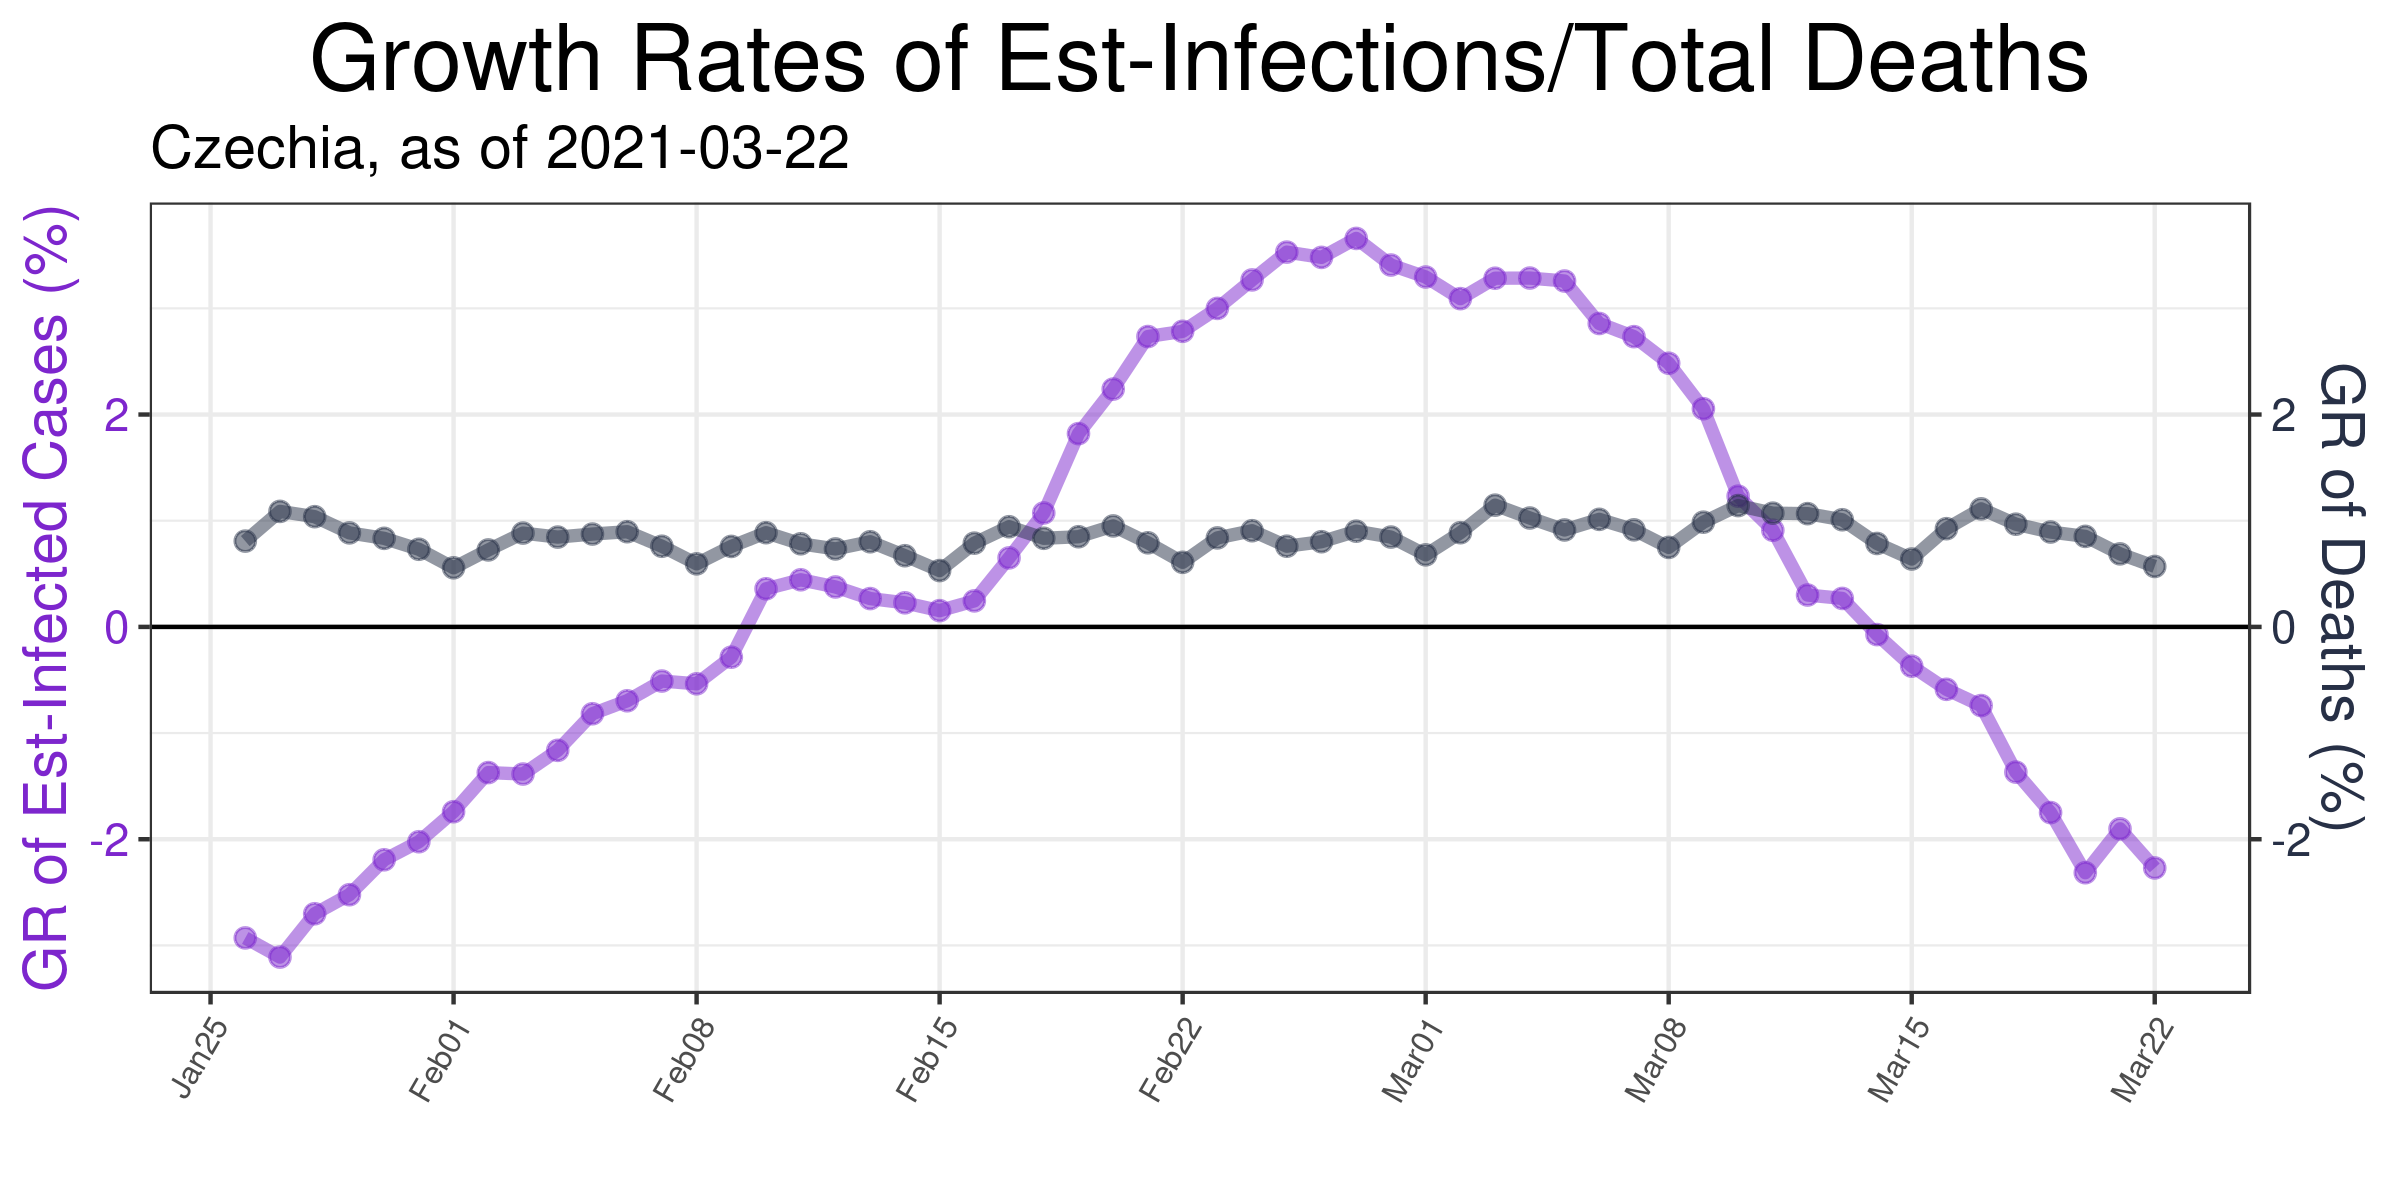 Growth Rates of Est-Infections/Total Deaths
Czechia, as of 2021-03-22
GR of Est-Infected Cases (%)
2
0
-2
2
0
-2
GR of Deaths (%)
Jan25
Feb01
Feb08
Feb15
Feb22
Mar01
Mar08
Mar15
Mar22